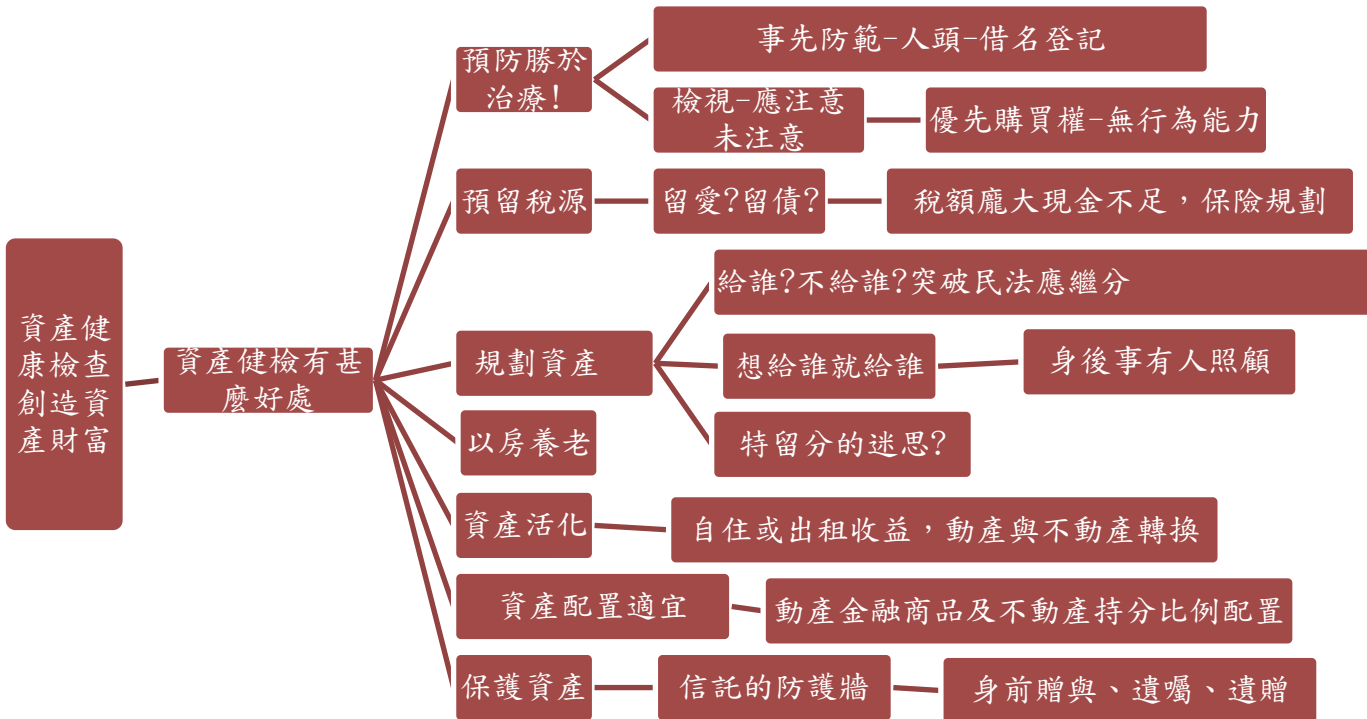 資產健
康檢查
創造資
產財富
資產健檢有甚
麼好處
預防勝於
治療!
事先防範-人頭-借名登記
檢視-應注意
未注意
優先購買權-無行為能力
預留稅源
留愛?留債?
稅額龐大現金不足，保險規劃
規劃資產
給誰?不給誰?突破民法應繼分
想給誰就給誰
身後事有人照顧
特留分的迷思?
以房養老
資產活化
自住或出租收益，動產與不動產轉換
資產配置適宜
動產金融商品及不動產持分比例配置
保護資產
信託的防護牆
身前贈與、遺囑、遺贈